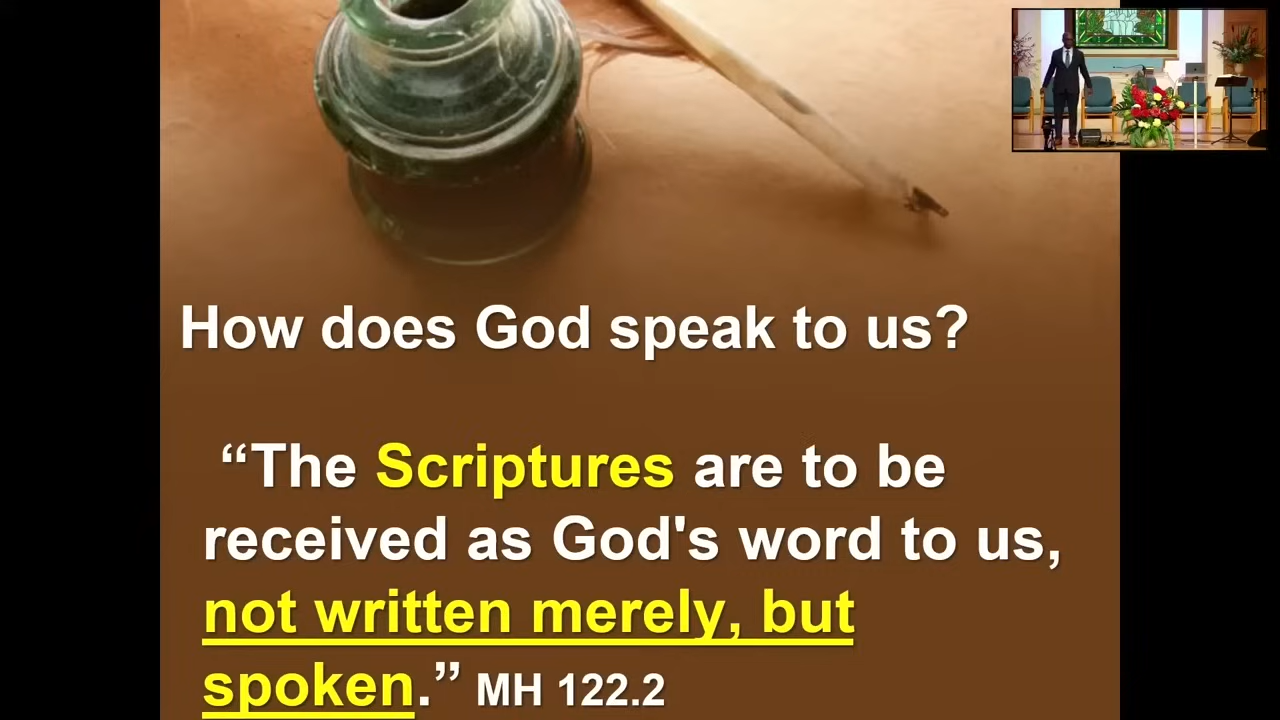 How does God speak to us?
“The Scriptures are to be
received as God's word to us,
not written merely, but
spoken.” MH 122.2